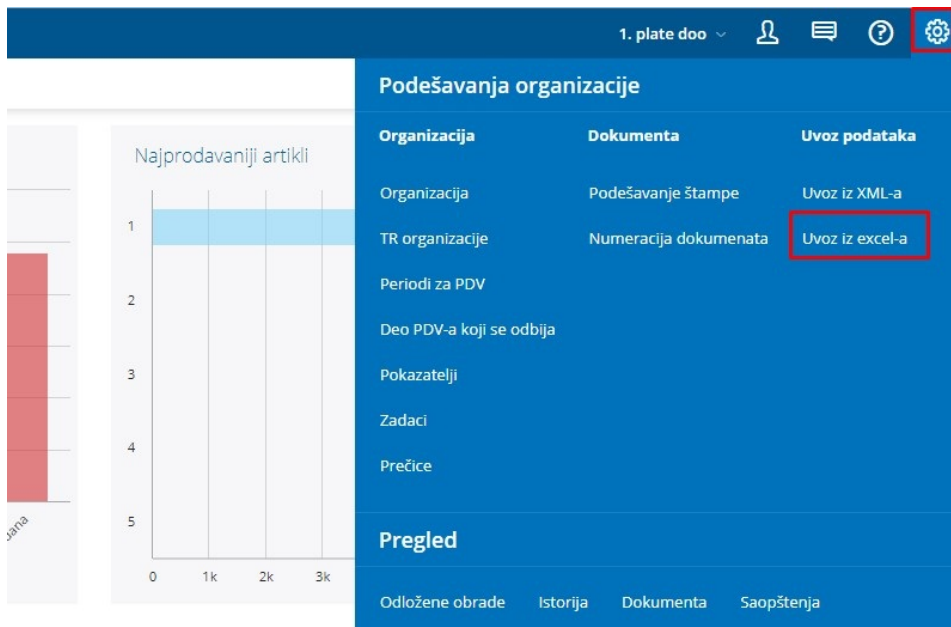 1. plate doo
Podešavanja organizacije
Organizacija Dokumenta Uvoz podataka
Organizacija Podešavanje štampe Uvoz iz XML-a
TR organizacije Numeracija dokumenata Uvoz iz excel-a
Periodi za PDV
Deo PDV-a koji se odbija
Pokazatelji
Zadaci
Prečice
Pregled
Odložene obrade Istorija Dokumenta Saopštenja
Najprodavaniji artikli
1
2
3
4
5
0 1k 2k 3k